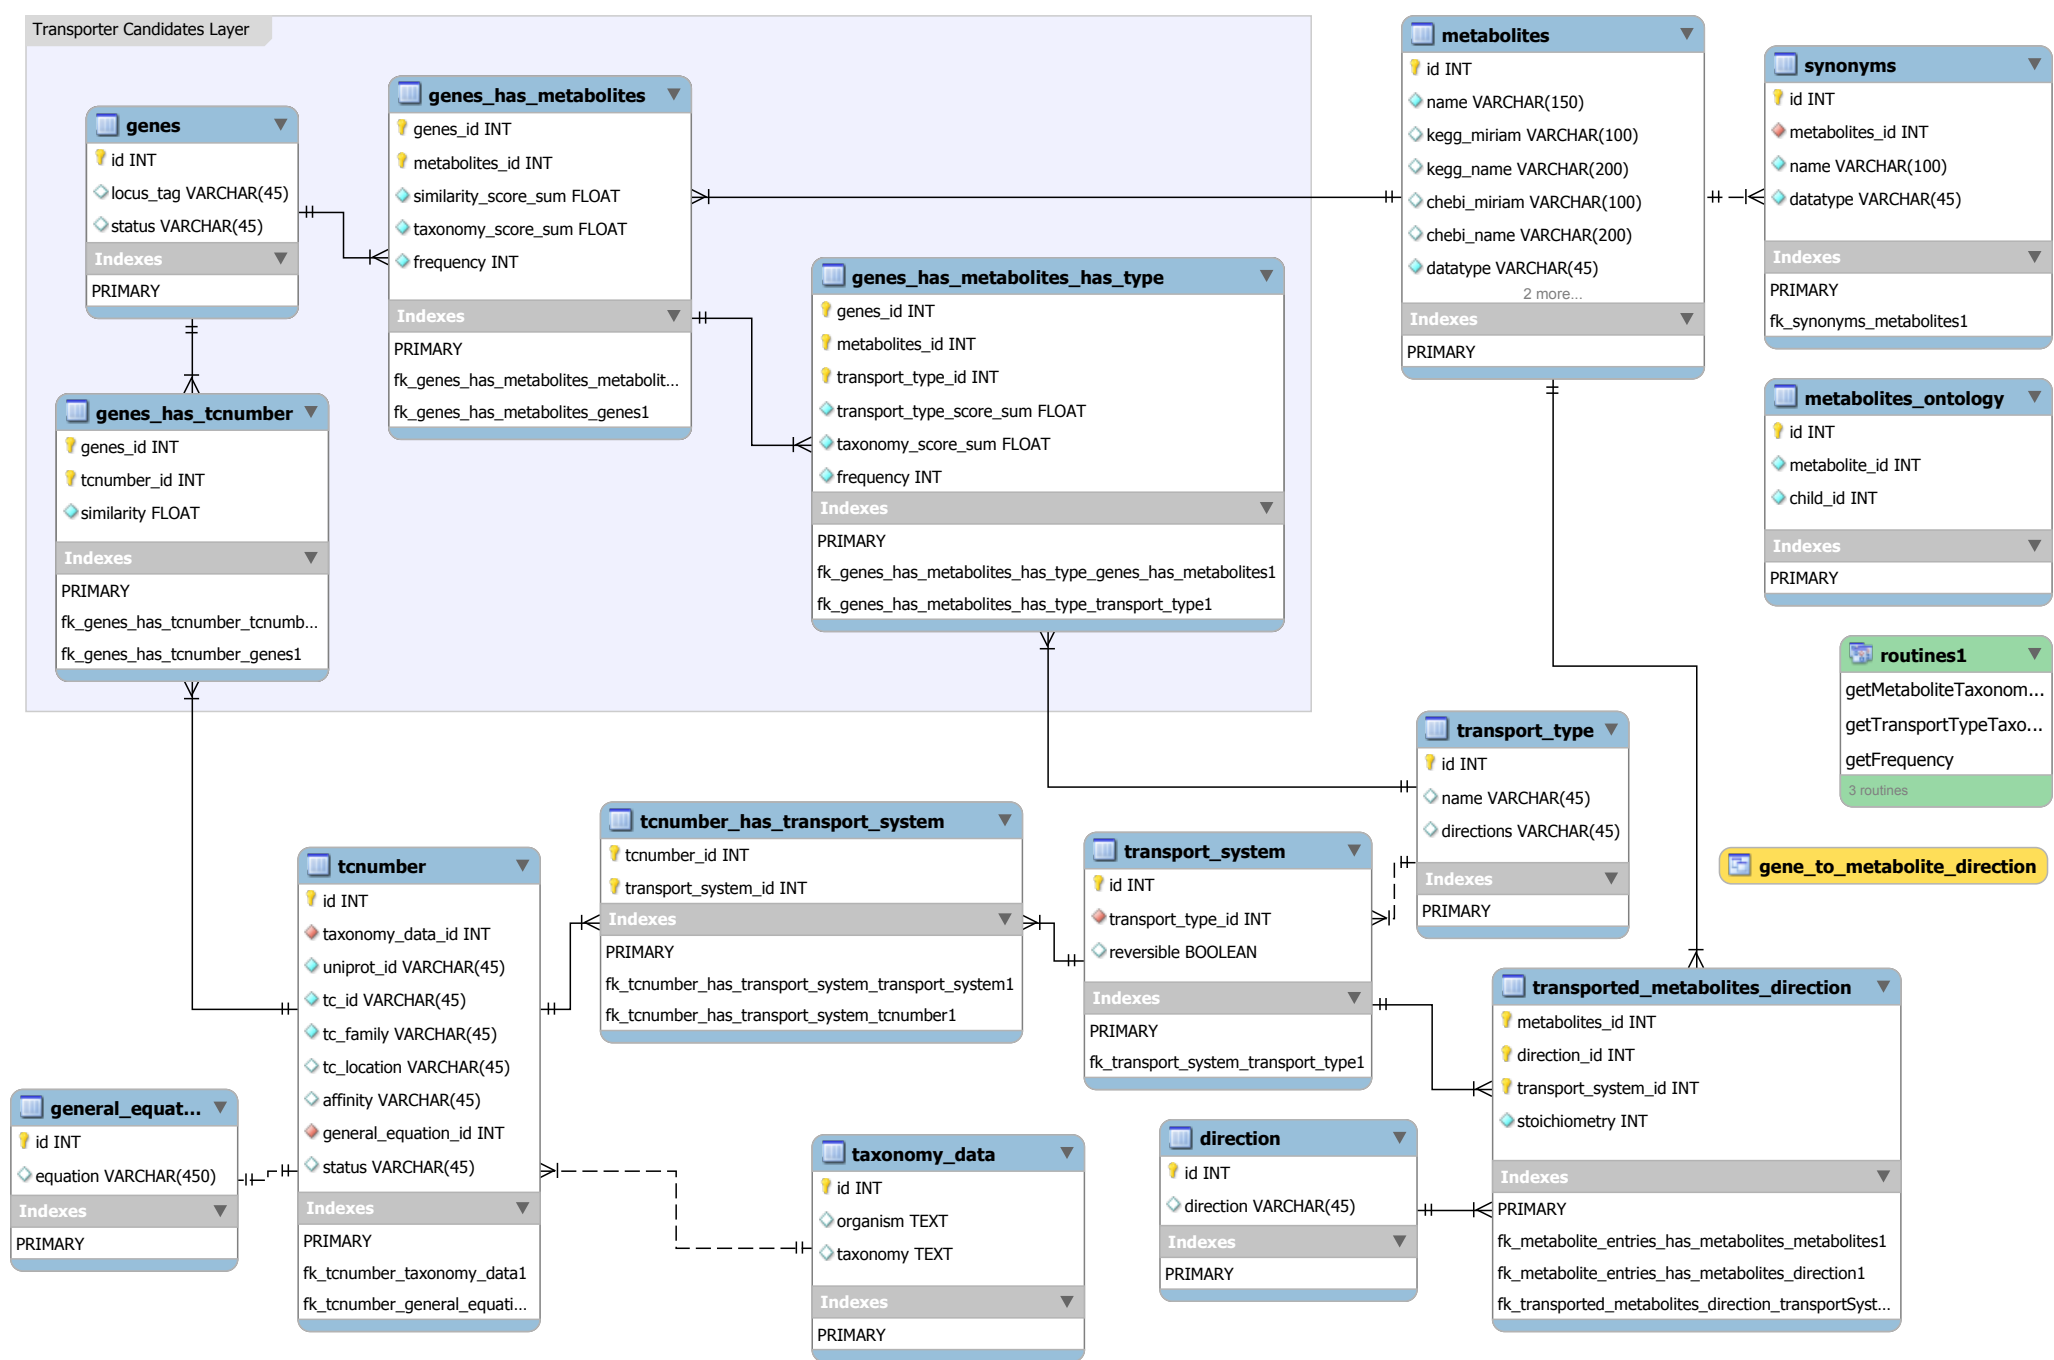 Transporter Candidates Layer
genes
id INT
locus_tag VARCHAR(45)
status VARCHAR(45)
Indexes
PRIMARY
genes_has_metabolites
genes_id INT
metabolites_id INT
similarity_score_sum FLOAT
taxonomy_score_sum FLOAT
frequency INT
Indexes
PRIMARY
fk_genes_has_metabolites_metabolit...
fk_genes_has_metabolites_genes1
genes_has_metabolites_has_type
genes_id INT
metabolites_id INT
transport_type_id INT
transport_type_score_sum FLOAT
taxonomy_score_sum FLOAT
frequency INT
Indexes
PRIMARY
fk_genes_has_metabolites_has_type_genes_has_metabolites1
fk_genes_has_metabolites_has_type_transport_type1
genes_has_tcnumber
genes_id INT
tcnumber_id INT
similarity FLOAT
Indexes
PRIMARY
fk_genes_has_tcnumber_tcnumb...
fk_genes_has_tcnumber_genes1
metabolites
id INT
name VARCHAR(150)
kegg_miriam VARCHAR(100)
kegg_name VARCHAR(200)
chebi_miriam VARCHAR(100)
chebi_name VARCHAR(200)
datatype VARCHAR(45)
2 more...
Indexes
PRIMARY
synonyms
id INT
metabolites_id INT
name VARCHAR(100)
datatype VARCHAR(45)
Indexes
PRIMARY
fk_synonyms_metabolites1
metabolites_ontology
id INT
metabolite_id INT
child_id INT
Indexes
PRIMARY
routines1
getMetaboliteTaxonom...
getTransportTypeTaxo...
getFrequency
3 routines
gene_to_metabolite_direction
transport_type
id INT
name VARCHAR(45)
directions VARCHAR(45)
Indexes
PRIMARY
tcnumber_has_transport_system
tcnumber_id INT
transport_system_id INT
Indexes
PRIMARY
fk_tcnumber_has_transport_system_transport_system1
fk_tcnumber_has_transport_system_tcnumber1
transport_system
id INT
transport_type_id INT
reversible BOOLEAN
Indexes
PRIMARY
fk_transport_system_transport_type1
tcnumber
id INT
taxonomy_data_id INT
uniprot_id VARCHAR(45)
tc_id VARCHAR(45)
tc_family VARCHAR(45)
tc_location VARCHAR(45)
affinity VARCHAR(45)
general_equation_id INT
status VARCHAR(45)
Indexes
PRIMARY
fk_tcnumber_taxonomy_data1
fk_tcnumber_general_equati...
general_equat...
id INT
equation VARCHAR(450)
Indexes
PRIMARY
taxonomy_data
id INT
organism TEXT
taxonomy TEXT
Indexes
PRIMARY
direction
id INT
direction VARCHAR(45)
Indexes
PRIMARY
transported_metabolites_direction
metabolites_id INT
direction_id INT
transport_system_id INT
stoichiometry INT
Indexes
PRIMARY
fk_metabolite_entries_has_metabolites_metabolites1
fk_metabolite_entries_has_metabolites_direction1
fk_transported_metabolites_direction_transportSyst...